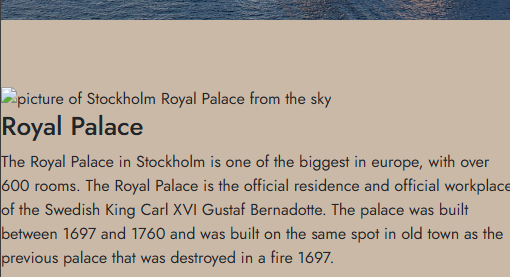 picture of Stockholm Royal Palace from the sky
Royal Palace
The Royal Palace in Stockholm is one of the biggest in europe, with over
600 rooms. The Royal Palace is the official residence and official workplace
of the Swedish King Carl XVI Gustaf Bernadotte. The palace was built
between 1697 and 1760 and was built on the same spot in old town as the
previous palace that was destroyed in a fire 1697.